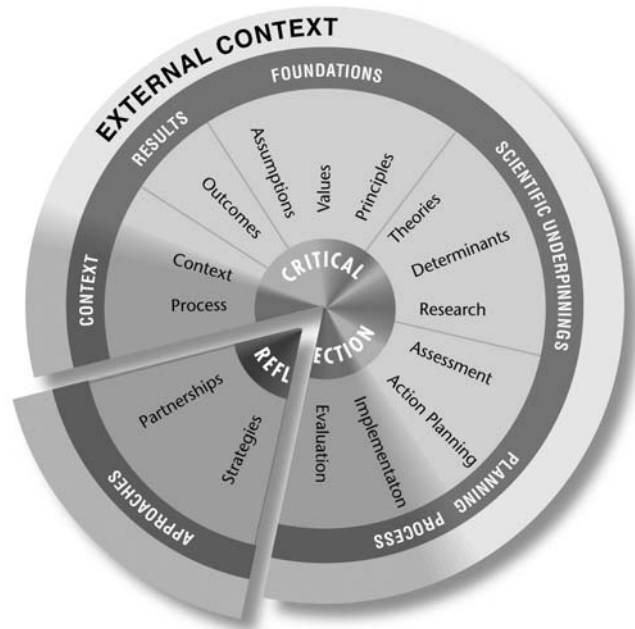 EXTERNAL CONTEXT
FOUNDATIONS
SCIENTIFIC UNDERPINNINGS
PLANNING PROCESS
APPROACHES
CONTEXT
RESULTS
Assumptions
Values
Principles
Theories
Determinants
Research
Assessment
Action Planning
Implementaton
Evaluation
Strategies
Partnerships
Process
Context
Outcomes
CRITICAL
REFLECTION